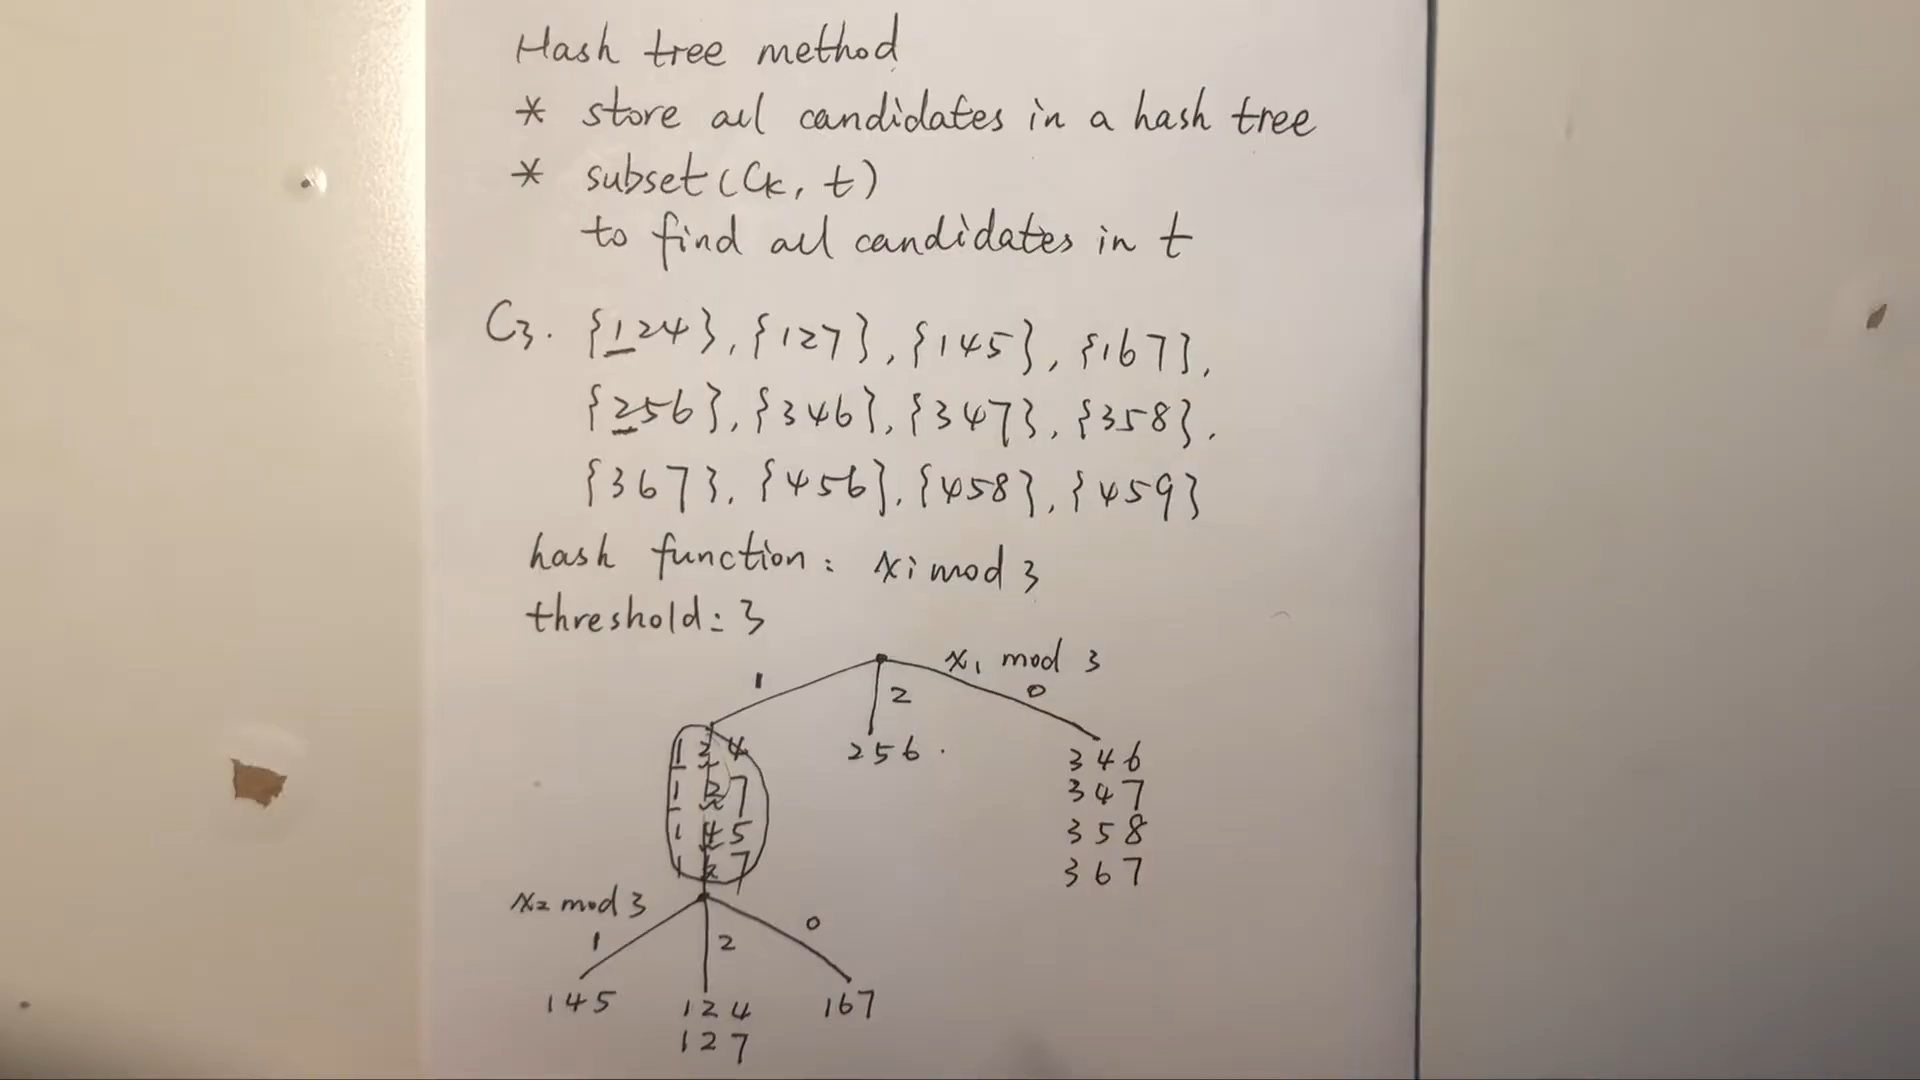 Hash tree method
* store all candidates in a hash tree
* subset (Ck, t)
to find all candidates in t
C3. {124}, {127}, {145}, {167},
{256}, {346}, {347}, {358},
{367}, {456}, {458}, {459}
hash function: xi mod 3
threshold: 3
x1 mod 3
1
2
0
124
127
145
1 7
256.
346
347
358
367
x2 mod 3
1
2
0
145
124
127
167